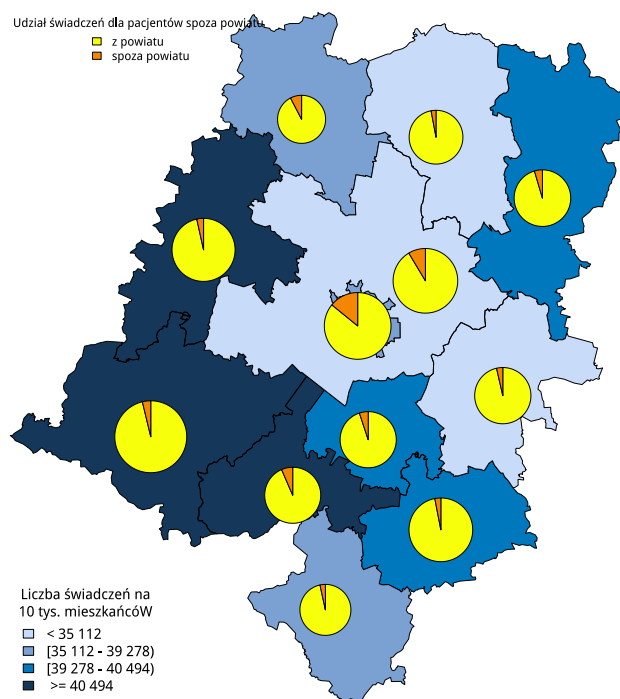 Udział świadczeń dla pacjentów spoza powiatu
z powiatu
spoza powiatu
Liczba świadczeń na
10 tys. mieszkańcóW
< 35 112
[35 112 - 39 278)
[39 278 - 40 494)
>= 40 494